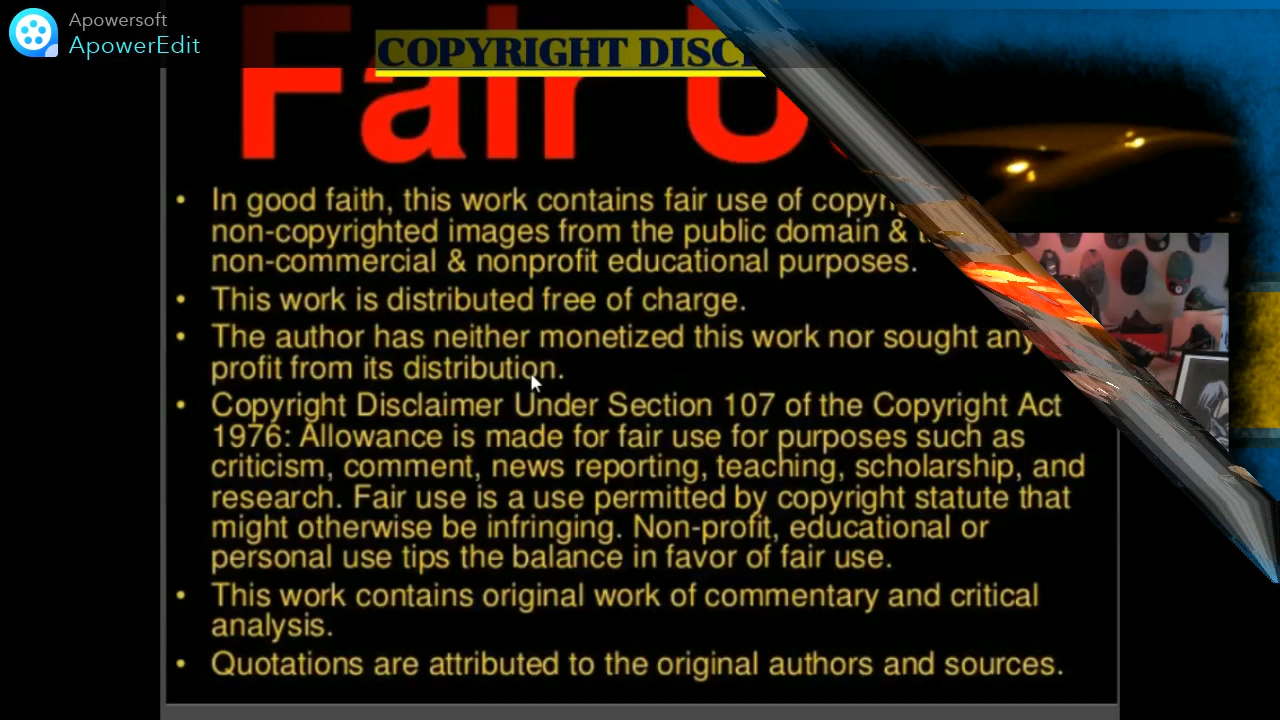 Apowersoft
ApowerEdit
COPYRIGHT
Fair
• In good faith, this work contains fair use of
non-copyrighted images from the public domain &
non-commercial & nonprofit educational purposes.
• This work is distributed free of charge.
• The author has neither monetized this work nor sought any
profit from its distribution.
• Copyright Disclaimer Under Section 107 of the Copyright Act
1976: Allowance is made for fair use for purposes such as
criticism, comment, news reporting, teaching, scholarship, and
research. Fair use is a use permitted by copyright statute that
might otherwise be infringing. Non-profit, educational or
personal use tips the balance in favor of fair use.
• This work contains original work of commentary and critical
analysis.
• Quotations are attributed to the original authors and sources.